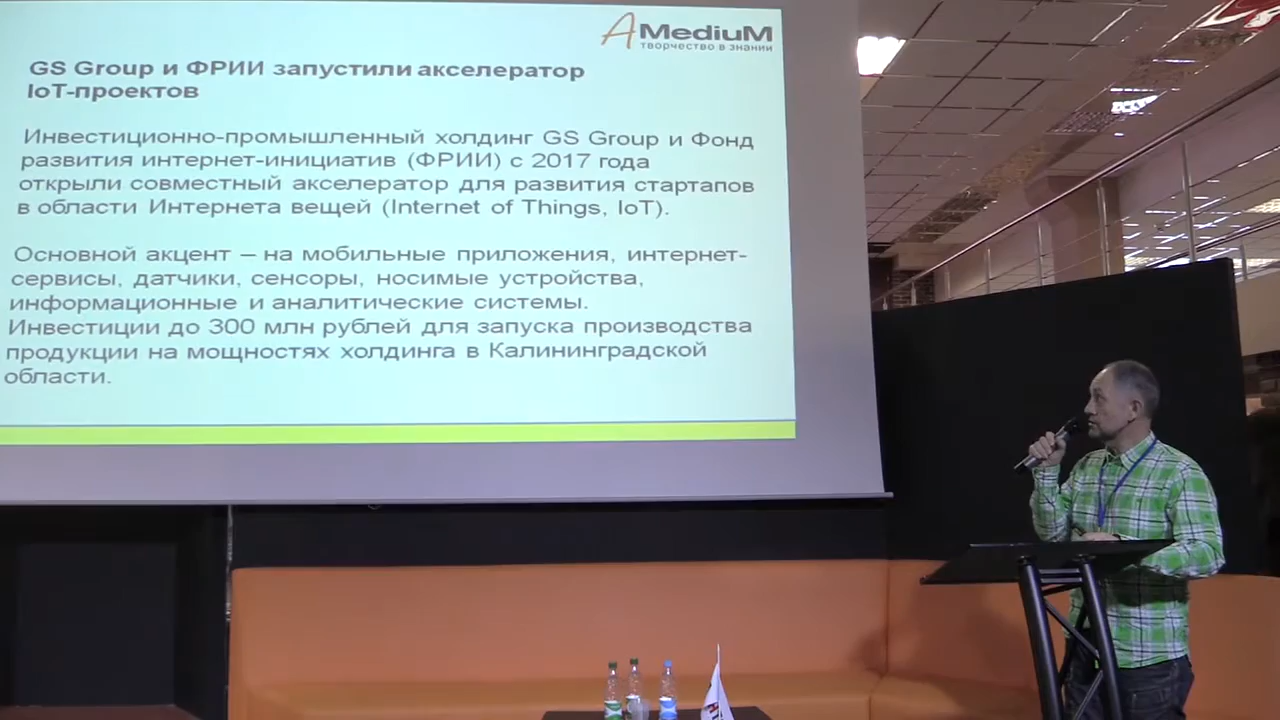 AMediuM
творчество в знании
GS Group и ФРИИ запустили акселератор
IoT-проектов
Инвестиционно-промышленный холдинг GS Group и Фонд
развития интернет-инициатив (ФРИИ) с 2017 года
открыли совместный акселератор для развития стартапов
в области Интернета вещей (Internet of Things, IoT).
Основной акцент – на мобильные приложения, интернет-
сервисы, датчики, сенсоры, носимые устройства,
информационные и аналитические системы.
Инвестиции до 300 млн рублей для запуска производства
продукции на мощностях холдинга в Калининградской
области.